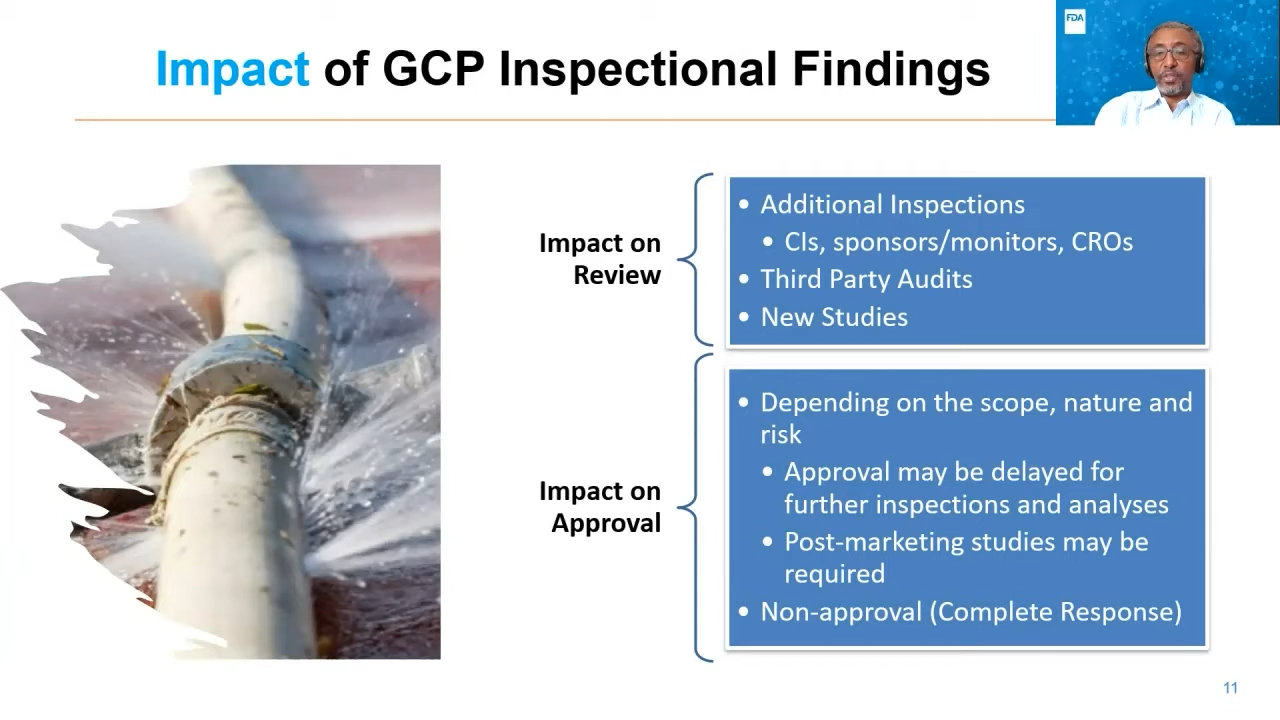 FDA
Impact of GCP Inspectional Findings
Impact on
Review
• Additional Inspections
• CIs, sponsors/monitors, CROs
• Third Party Audits
• New Studies
Impact on
Approval
• Depending on the scope, nature and
risk
• Approval may be delayed for
further inspections and analyses
• Post-marketing studies may be
required
• Non-approval (Complete Response)
11